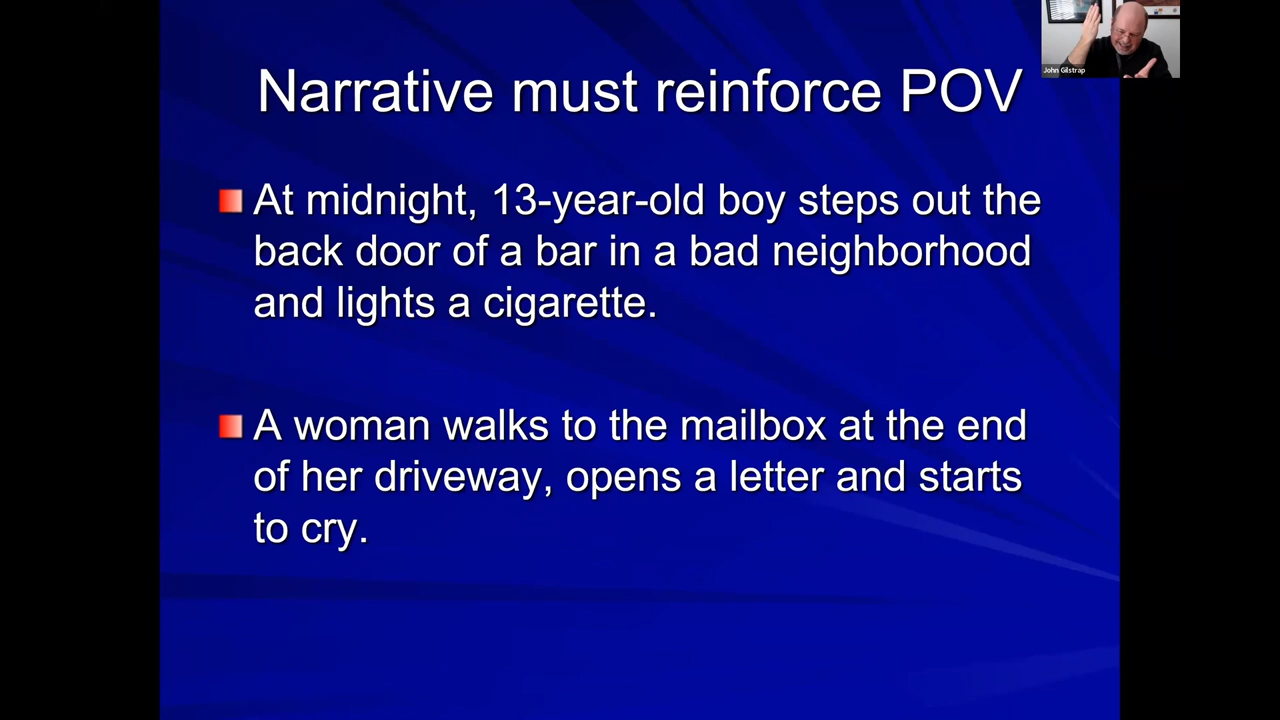 John Gilstrap
Narrative must reinforce POV
At midnight, 13-year-old boy steps out the
back door of a bar in a bad neighborhood
and lights a cigarette.
A woman walks to the mailbox at the end
of her driveway, opens a letter and starts
to cry.